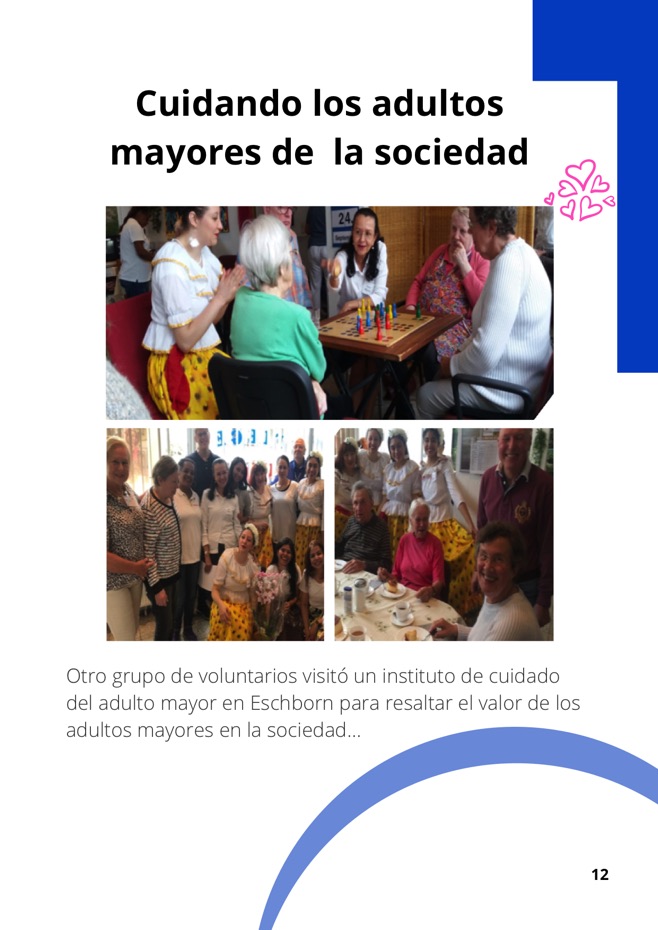 Cuidando los adultos
mayores de  la sociedad
24
Otro grupo de voluntarios visitó un instituto de cuidado
del adulto mayor en Eschborn para resaltar el valor de los
adultos mayores en la sociedad...
12